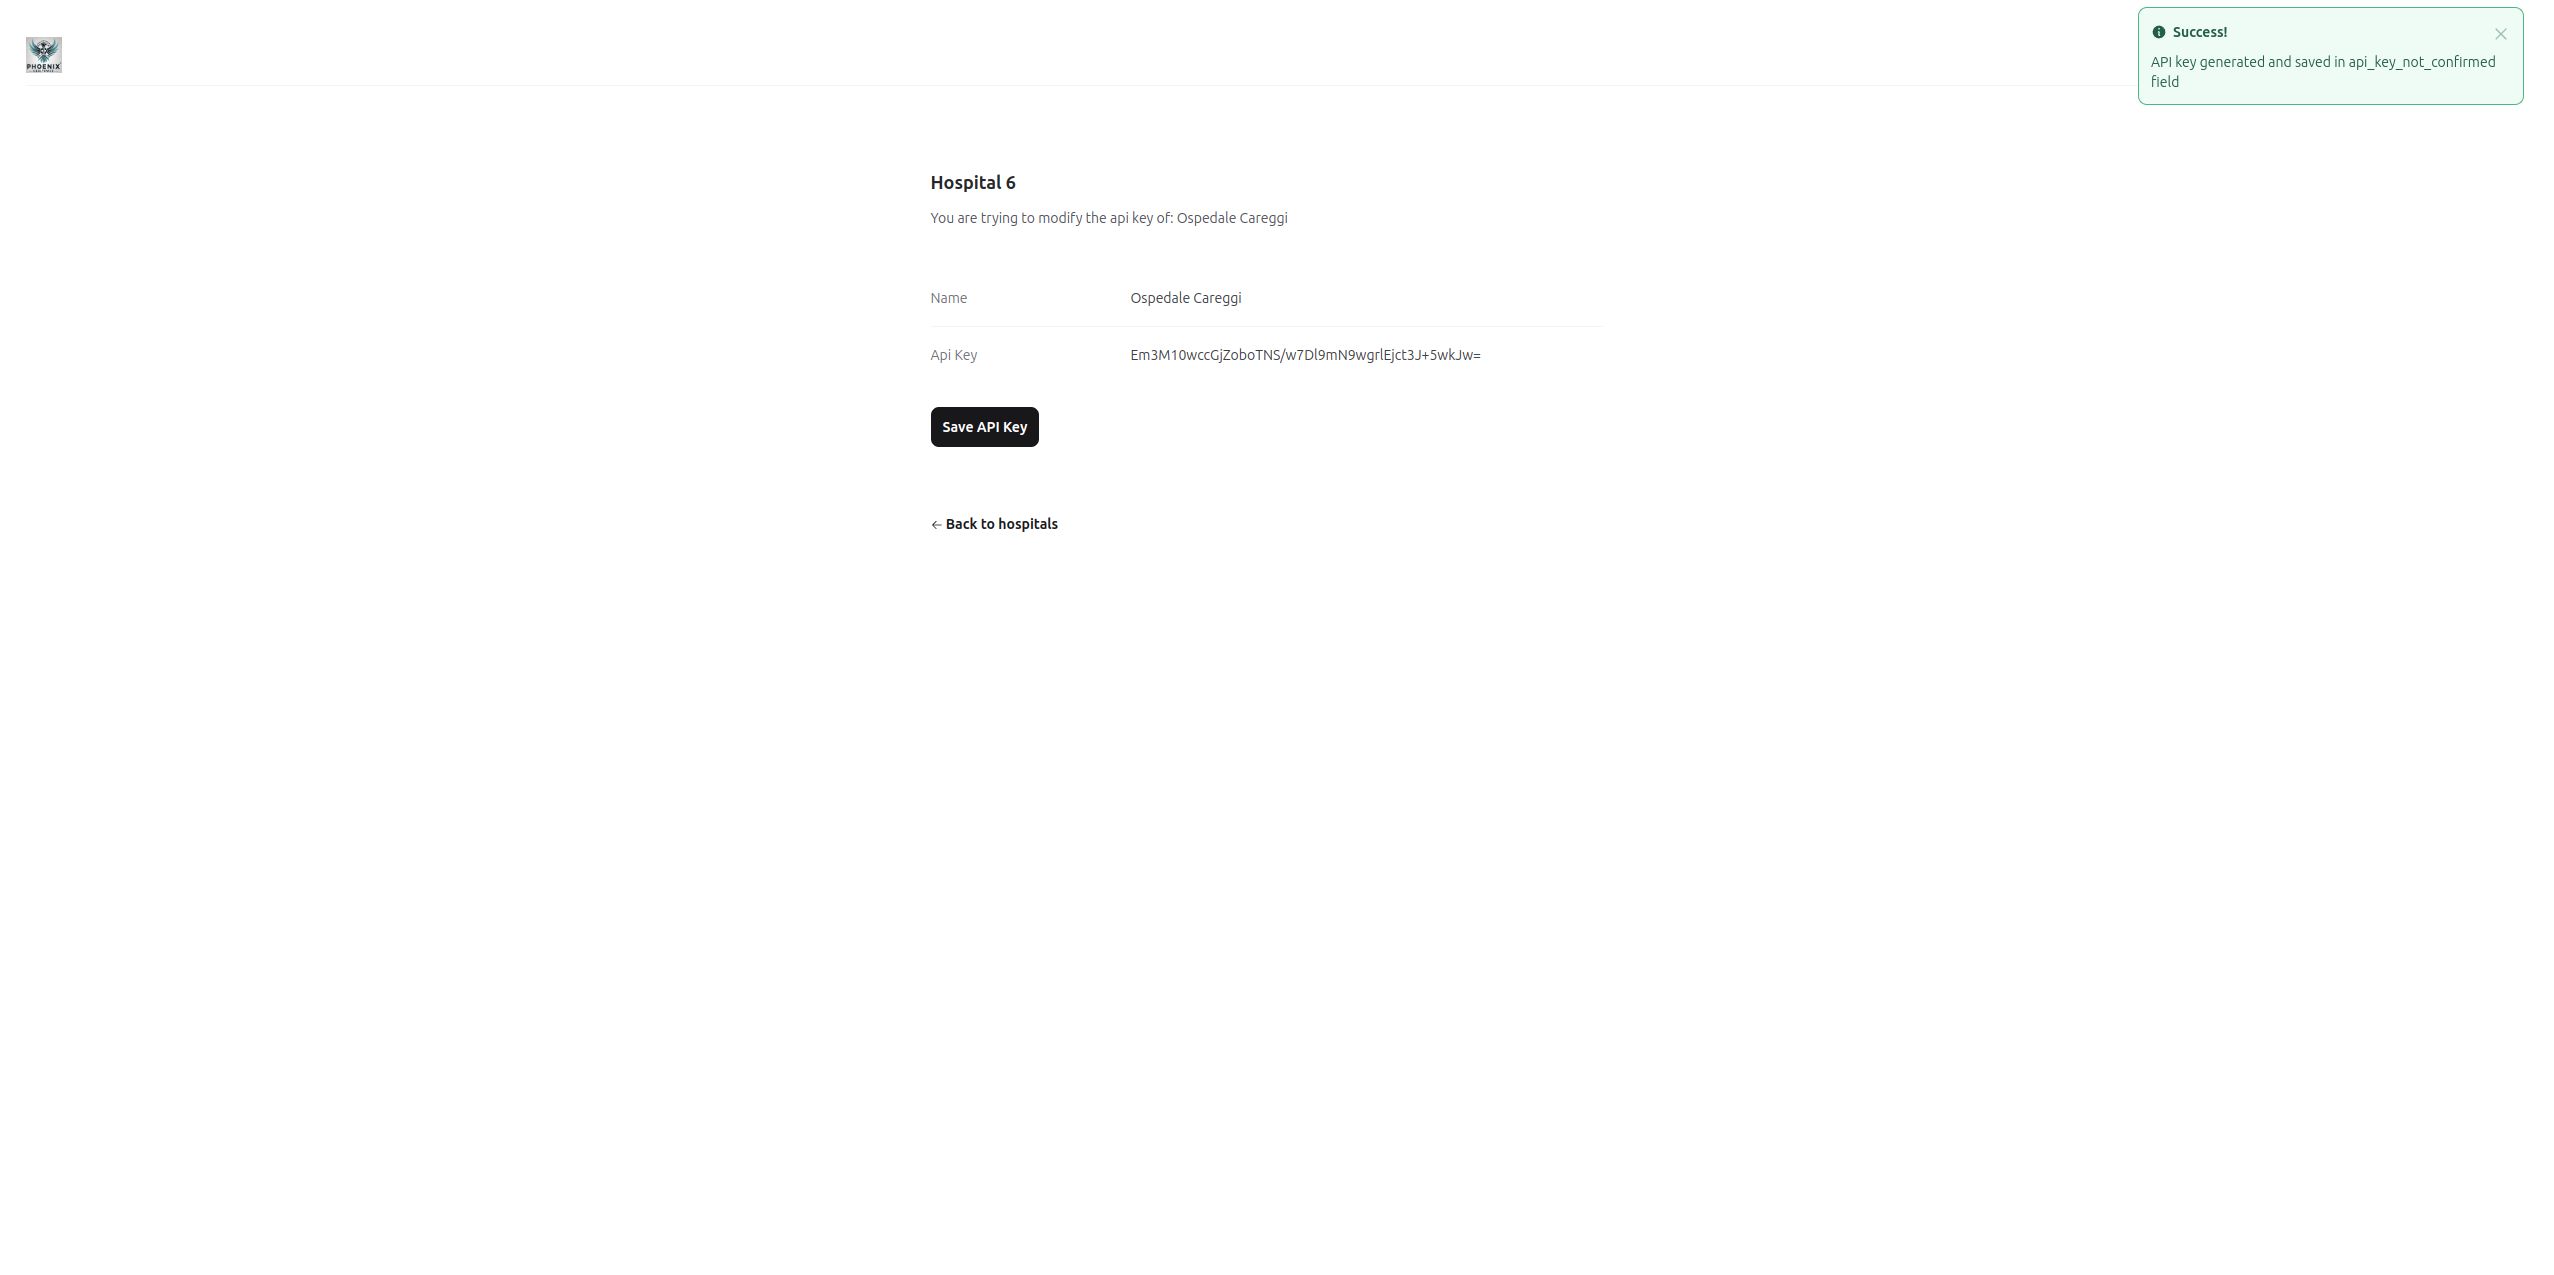 PHOENIX
Success!
API key generated and saved in api_key_not_confirmed
field
Hospital 6
You are trying to modify the api key of: Ospedale Careggi
Name Ospedale Careggi
Api Key Em3M10wccGjZoboTNS/w7Dl9mN9wgrlEjct3J+5wkJw=
Save API Key
← Back to hospitals